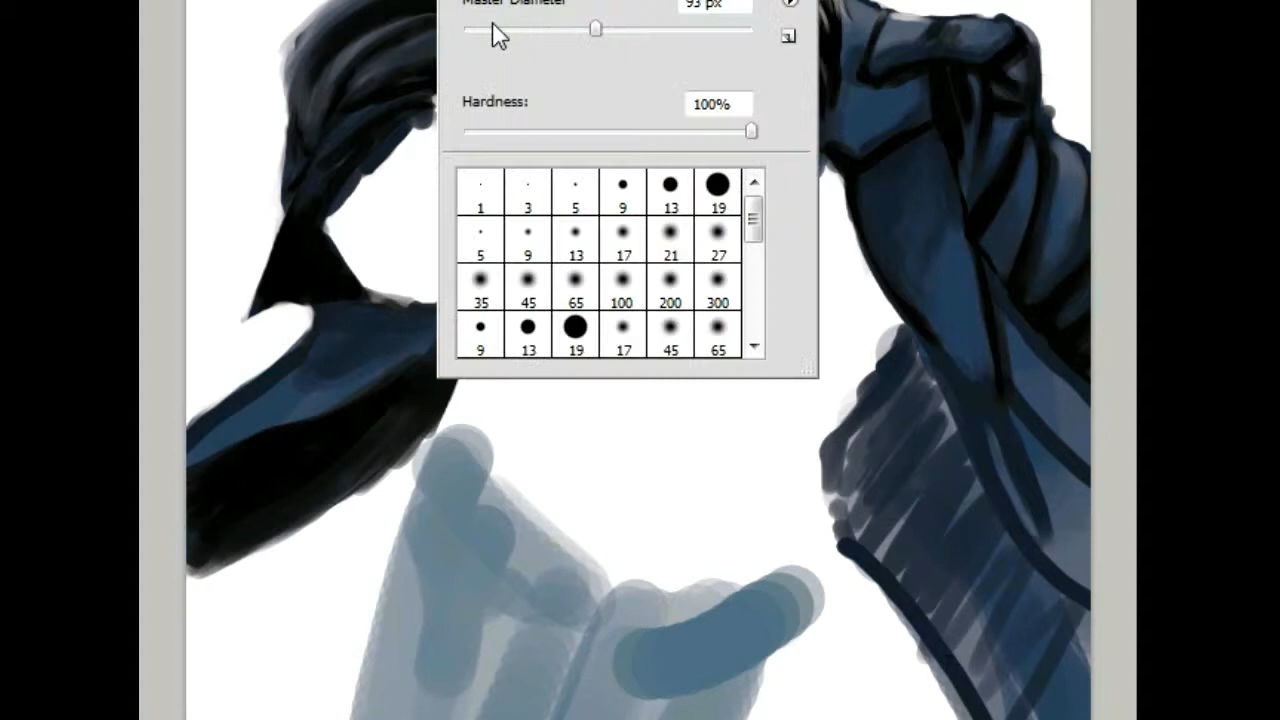 Master Diameter 93 px
Hardness: 100%
1 3 5 9 13 19
5 9 13 17 21 27
35 45 65 100 200 300
9 13 19 17 45 65